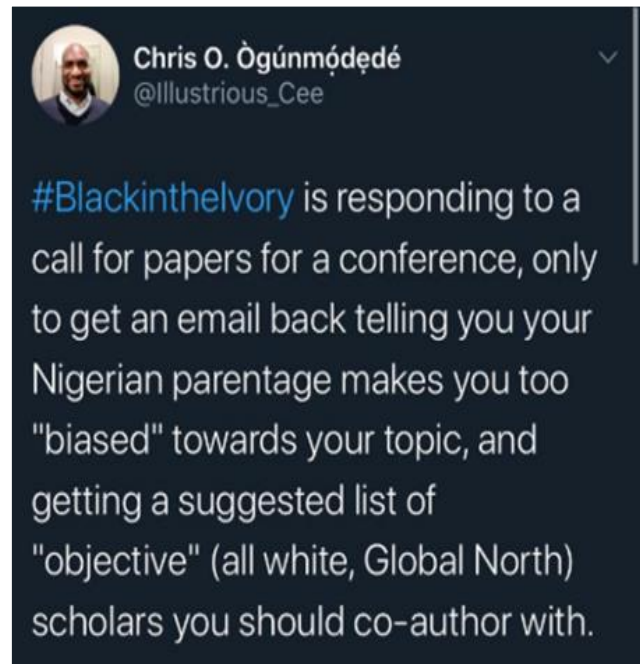 Chris O. Ògúnmọ́dẹdé
@Illustrious_Cee
#BlackintheIvory is responding to a
call for papers for a conference, only
to get an email back telling you your
Nigerian parentage makes you too
"biased" towards your topic, and
getting a suggested list of
"objective" (all white, Global North)
scholars you should co-author with.